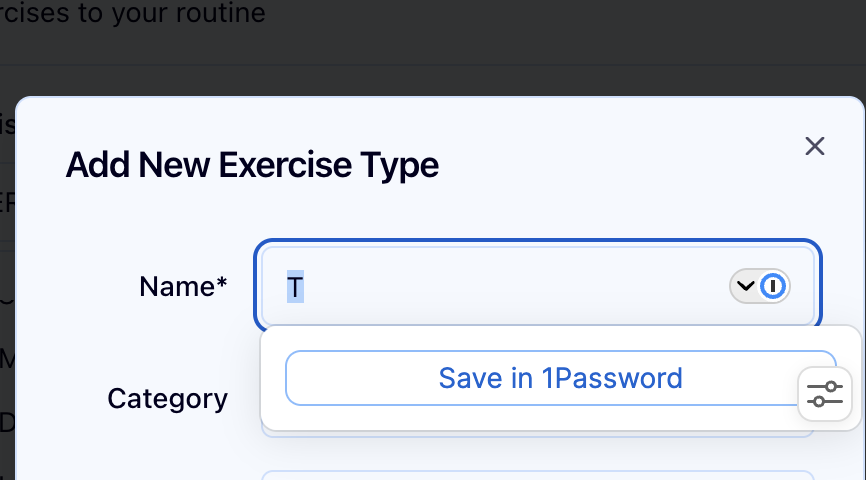 rcises to your routine
Add New Exercise Type
Name*
T
Save in 1Password
Category